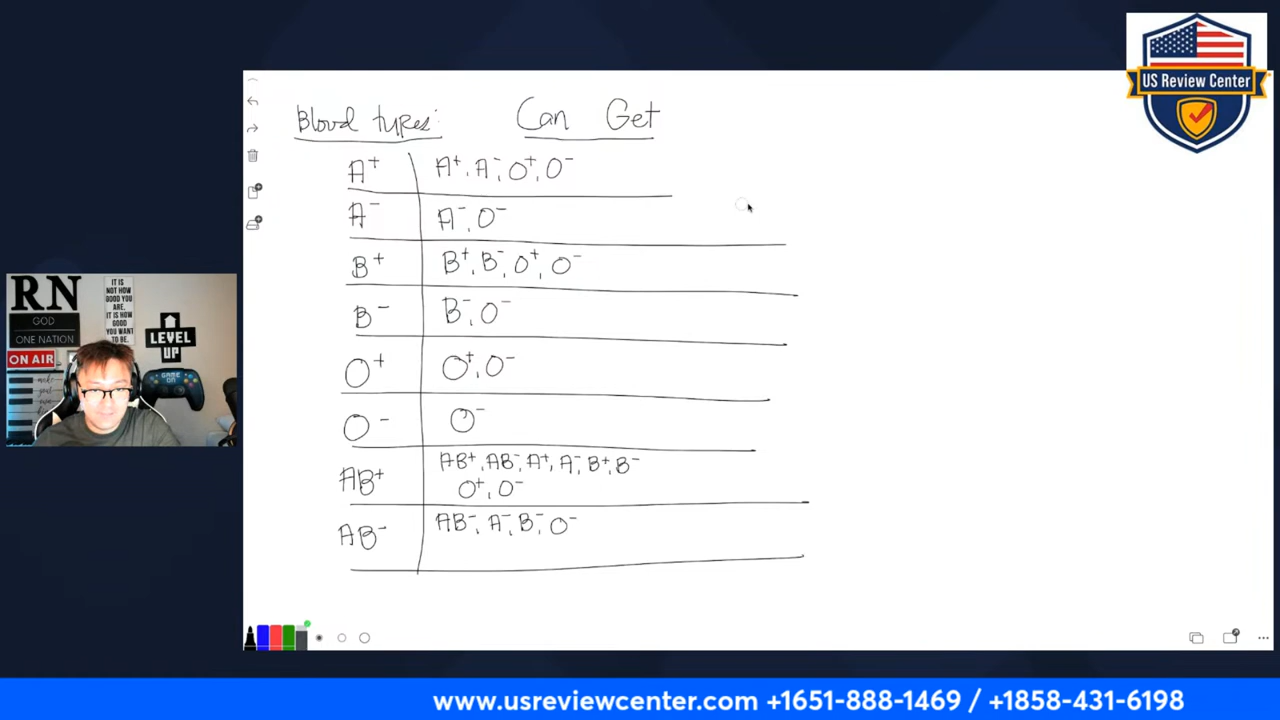 US Review Center
Blood types: Can Get
A+ A+, A-, O+, O-
A- A-, O-
B+ B+, B-, O+, O-
B- B-, O-
O+ O+, O-
O- O-
AB+ AB+, AB-, A+, A-, B+, B-
O+, O-
AB- AB-, A-, B-, O-
RN
GOD
ONE NATION
ON AIR
IT IS
NOT HOW
GOOD YOU
ARE.
IT IS HOW
GOOD
YOU WANT
TO BE.
LEVEL
UP
GAME
ON
www.usreviewcenter.com +1651-888-1469 / +1858-431-6198